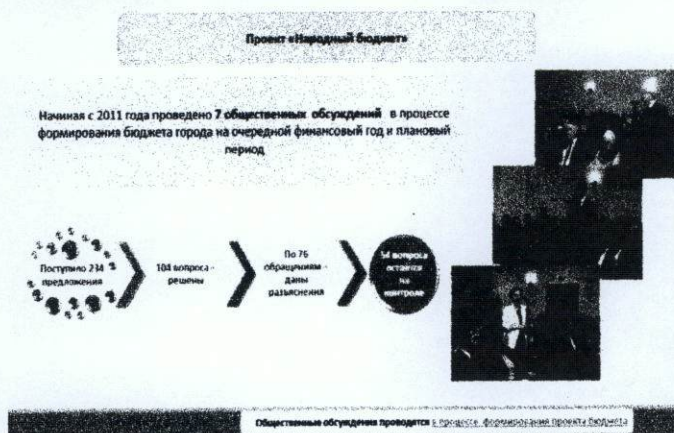 Проект «Народный бюджет»
Начиная с 2011 года проведено 7 общественных обсуждений в процессе
формирования бюджета города на очередной финансовый год и плановый
период
Поступило 234
предложения
104 вопроса -
решены
По 76
обращениям -
даны
разъяснения
54 вопроса
остаются
на
контроле
Общественные обсуждения проводятся в процессе формирования проекта бюджета